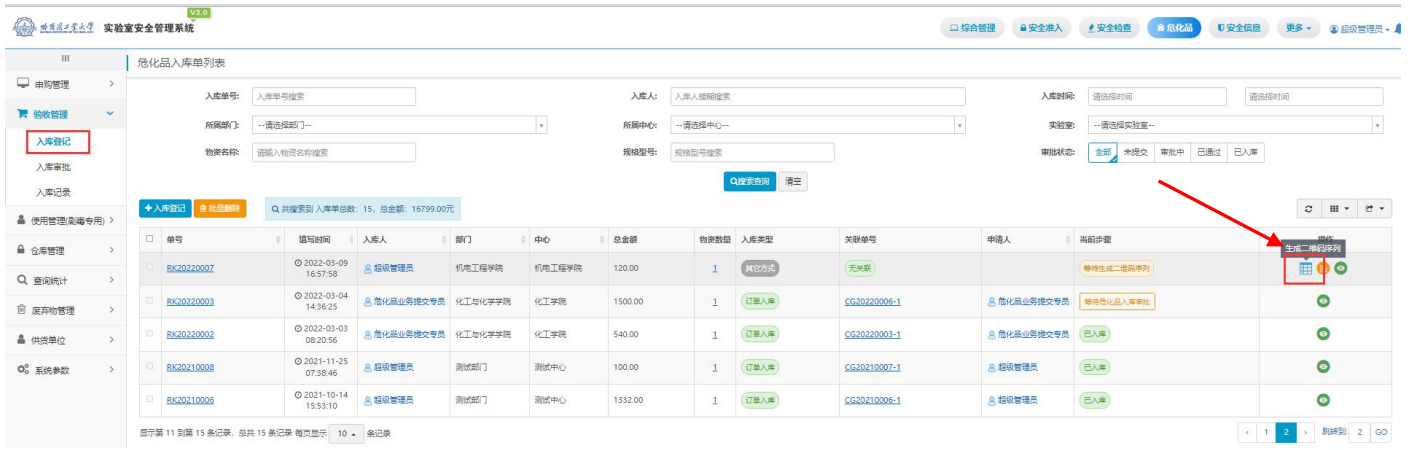 V3.0
哈尔滨工业大学 实验室安全管理系统 综合管理 安全准入 安全检查 危化品 安全信息 更多 超级管理员
危化品入库单列表
申购管理
验收管理
入库登记
入库审批
入库记录
使用管理(剧毒专用)
仓库管理
查询统计
废弃物管理
供货单位
系统参数
入库单号: 入库单号搜索 入库人: 入库人模糊搜索 入库时间: 请选择时间 请选择时间
所属部门: --请选择部门-- 所属中心: --请选择中心-- 实验室: --请选择实验室--
物资名称: 请输入物资名称搜索 规格型号: 规格型号搜索 审批状态: 全部 未提交 审批中 已通过 已入库
搜索查询 清空
入库登记 批量删除 共搜索到 入库单总数: 15, 总金额: 16799.00元
单号 填写时间 入库人 部门 中心 总金额 物资数量 入库类型 关联单号 申请人 当前步骤
生成二维码序列
RK20220007 2022-03-09 16:57:58 超级管理员 机电工程学院 机电工程学院 120.00 1 其它方式 无关联 等待生成二维码序列
RK20220003 2022-03-04 14:36:25 危化品业务提交专员 化工与化学学院 化工学院 1500.00 1 订单入库 CG20220006-1 危化品业务提交专员 等待危化品入库审批
RK20220002 2022-03-03 08:20:56 危化品业务提交专员 化工与化学学院 化工学院 540.00 1 订单入库 CG20220003-1 危化品业务提交专员 已入库
RK20210008 2021-11-25 07:38:46 超级管理员 测试部门 测试中心 100.00 1 订单入库 CG20210007-1 超级管理员 已入库
RK20210006 2021-10-14 15:53:10 超级管理员 测试部门 测试中心 1332.00 1 订单入库 CG20210006-1 超级管理员 已入库
显示第 11 到第 15 条记录, 总共 15 条记录 每页显示 10 条记录 ‹ 1 2 › 跳转到: 2 GO